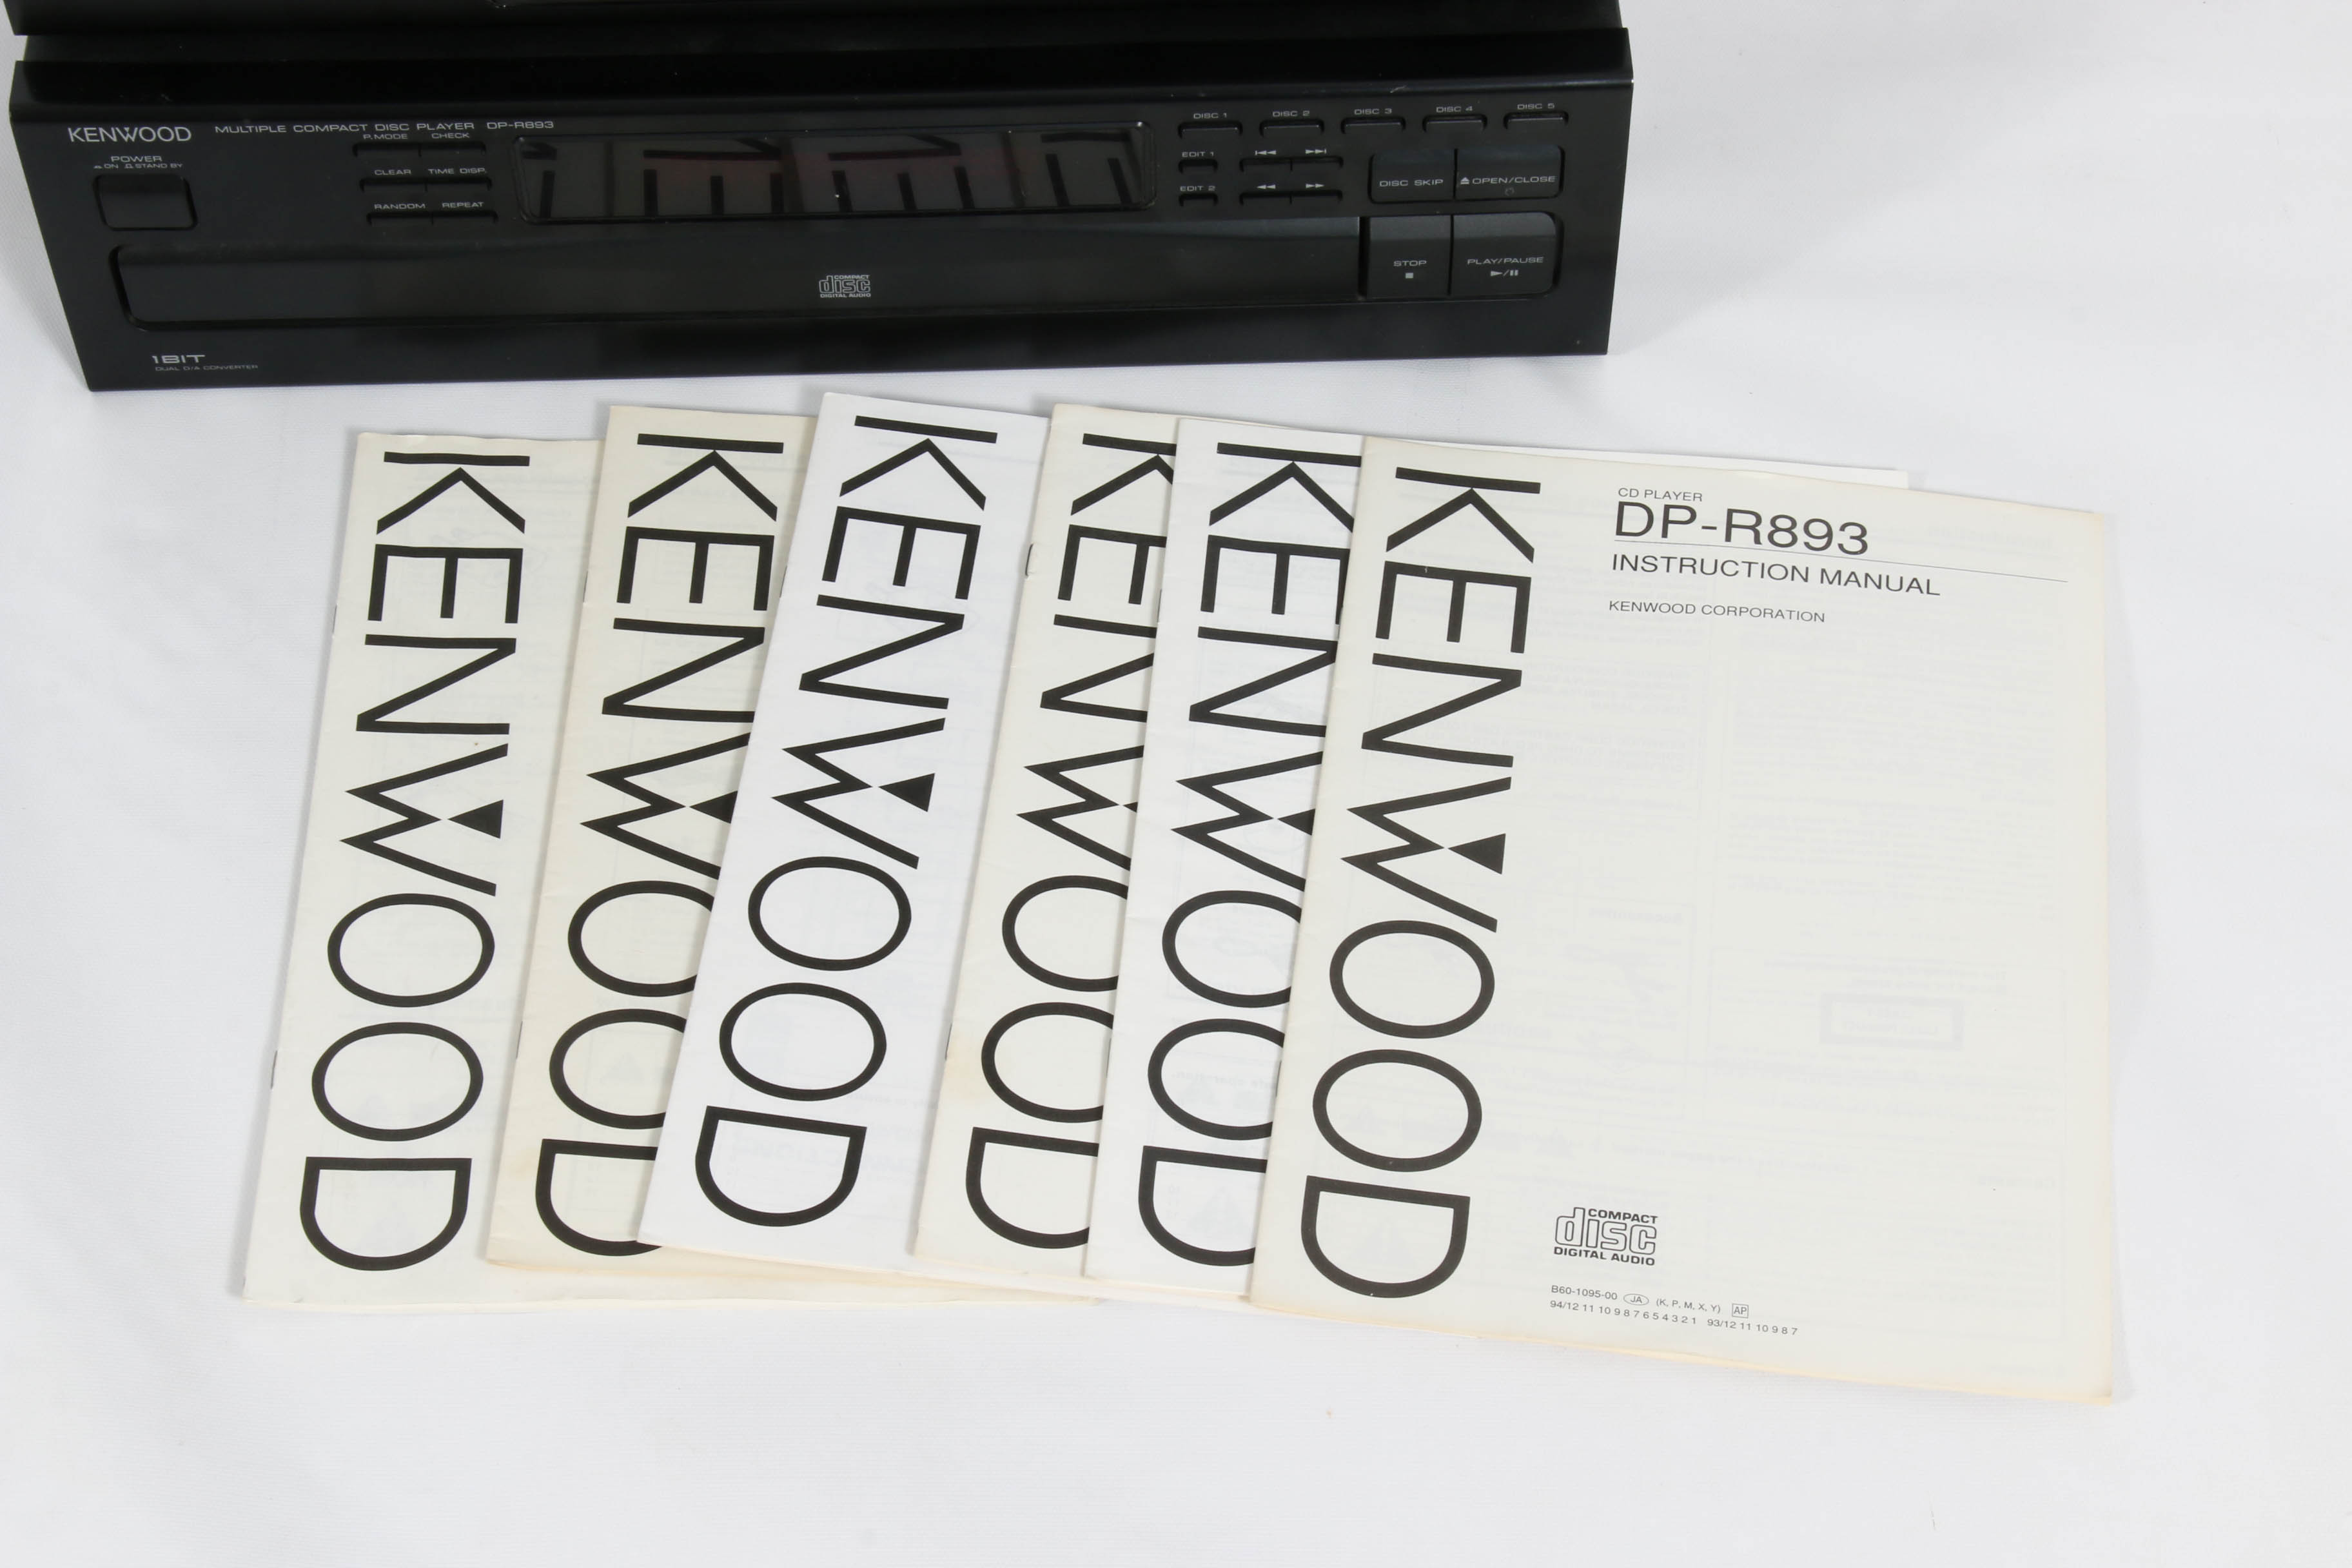 KENWOOD MULTIPLE COMPACT DISC PLAYER DP-R893
POWER
ON STAND BY
P.MODE CHECK
CLEAR TIME DISP.
RANDOM REPEAT
DISC 1 DISC 2 DISC 3 DISC 4 DISC 5
EDIT 1
EDIT 2
DISC SKIP OPEN/CLOSE
STOP PLAY/PAUSE
COMPACT
disc
DIGITAL AUDIO
1 BIT
DUAL D/A CONVERTER
KENWOOD
KENWOOD
KENWOOD
KENWOOD
KENWOOD
KENWOOD
CD PLAYER
DP-R893
INSTRUCTION MANUAL
KENWOOD CORPORATION
COMPACT
disc
DIGITAL AUDIO
B60-1095-00 JA (K, P, M, X, Y) AP
94/12 11 10 9 8 7 6 5 4 3 2 1 93/12 11 10 9 8 7